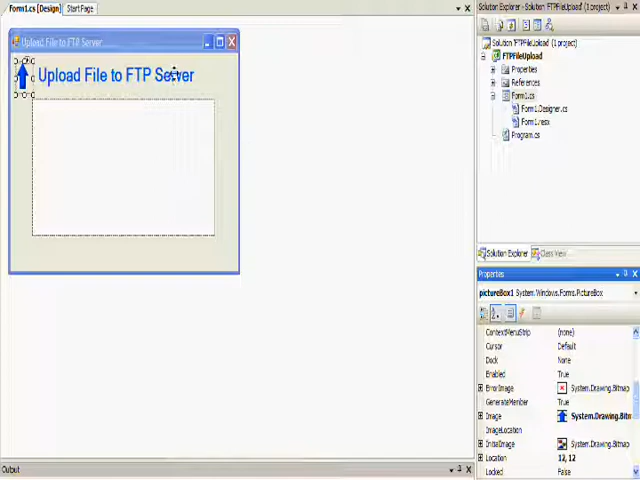 Form1.cs [Design]
Start Page
Upload File to FTP Server
Upload File to FTP Server
Output
Solution Explorer - Solution 'FTPFileUpload' (1 project)
Solution 'FTPFileUpload' (1 project)
FTPFileUpload
Properties
References
Form1.cs
Form1.Designer.cs
Form1.resx
Program.cs
Solution Explorer
Class View
Properties
pictureBox1 System.Windows.Forms.PictureBox
ContextMenuStrip (none)
Cursor Default
Dock None
Enabled True
ErrorImage System.Drawing.Bitmap
GenerateMember True
Image System.Drawing.Bitm
ImageLocation
InitialImage System.Drawing.Bitmap
Location 12, 12
Locked False